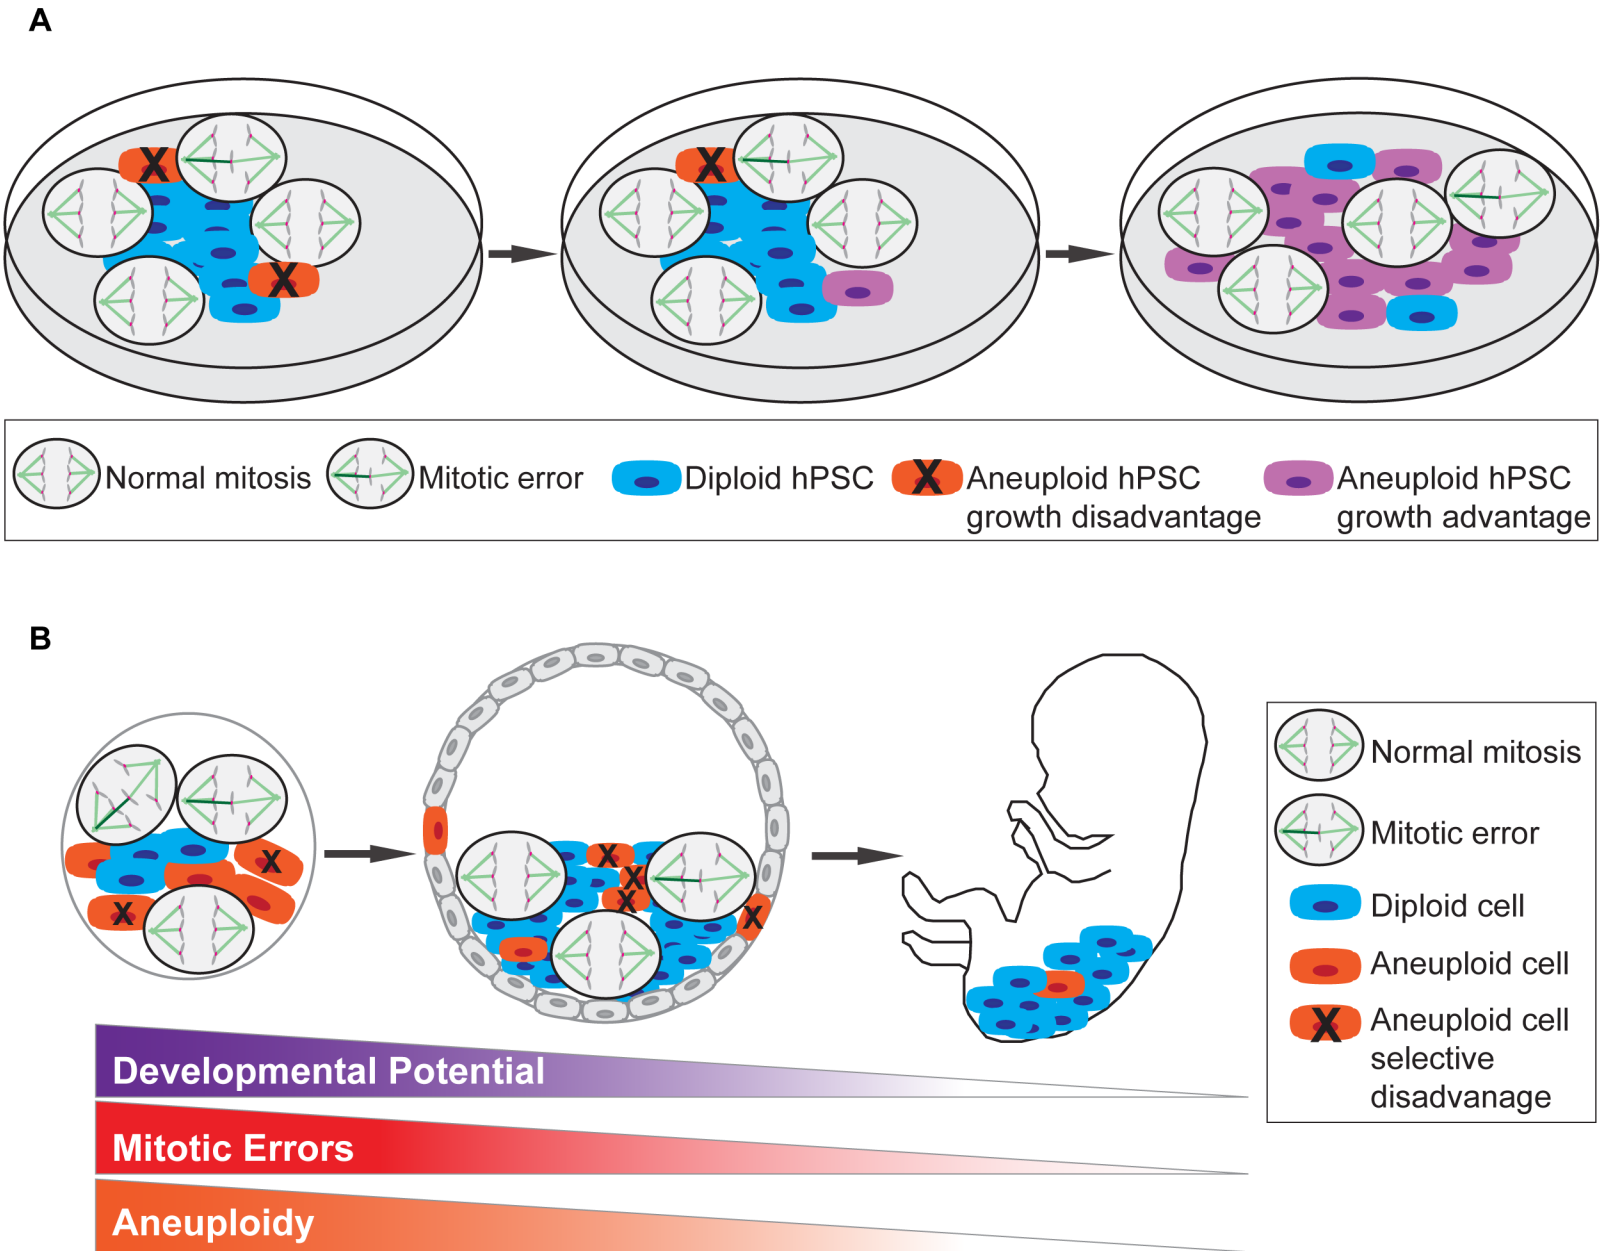 A
Normal mitosis
Mitotic error
Diploid hPSC
X
Aneuploid hPSC
growth disadvantage
Aneuploid hPSC
growth advantage
B
Normal mitosis
Mitotic error
Diploid cell
Aneuploid cell
X
Aneuploid cell
selective
disadvanage
Developmental Potential
Mitotic Errors
Aneuploidy